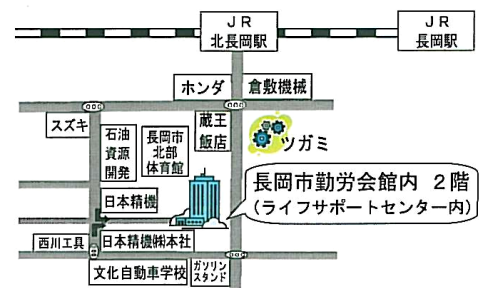 JR
北長岡駅
JR
長岡駅
ホンダ
倉敷機械
スズキ
石油
資源
開発
長岡市
北部
体育館
蔵王
飯店
ツガミ
日本精機
長岡市勤労会館内 2階
(ライフサポートセンター内)
西川工具
日本精機㈱本社
文化自動車学校
ガソリン
スタンド